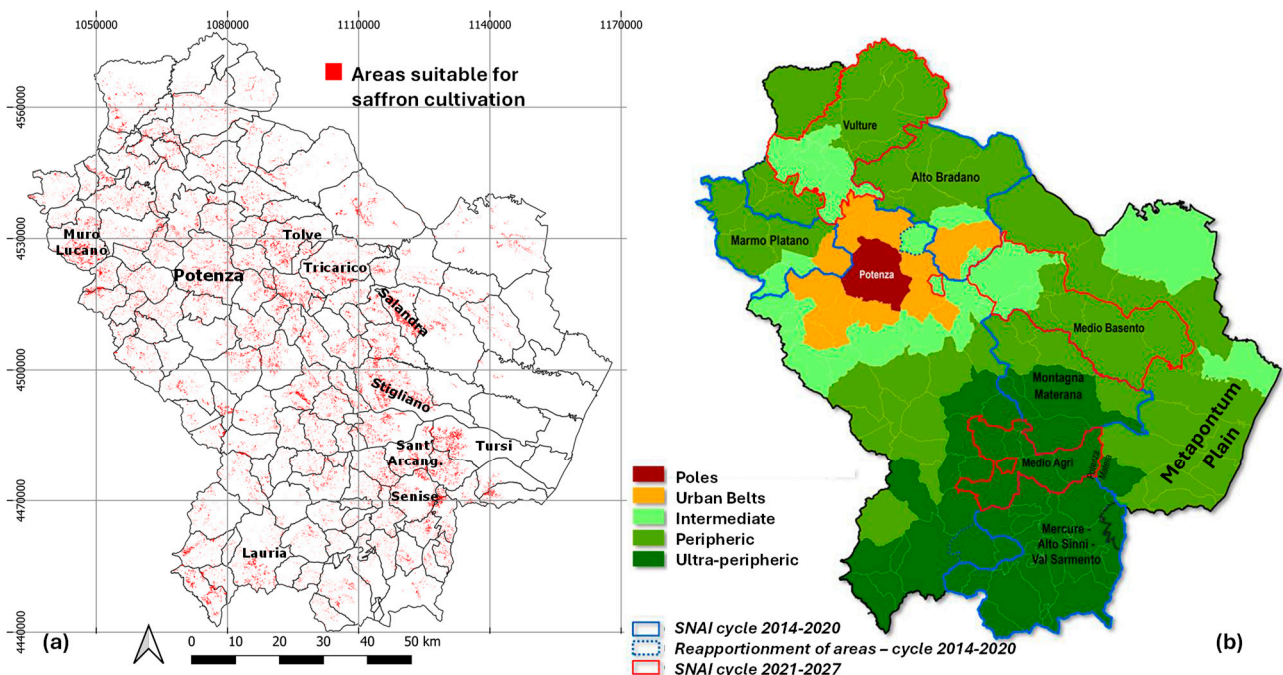 1050000
1080000
1110000
1140000
1170000
4560000
4530000
4500000
4470000
4440000
Areas suitable for
saffron cultivation
Muro
Lucano
Tolve
Potenza
Tricarico
Salandra
Stigliano
Sant'
Arcang.
Tursi
Senise
Lauria
(a)
0 10 20 30 40 50 km
Vulture
Alto Bradano
Marmo Platano
Potenza
Medio Basento
Montagna
Materana
Metapontum
Plain
Medio Agri
Mercure -
Alto Sinni -
Val Sarmento
Poles
Urban Belts
Intermediate
Peripheric
Ultra-peripheric
SNAI cycle 2014-2020
Reapportionment of areas – cycle 2014-2020
SNAI cycle 2021-2027
(b)